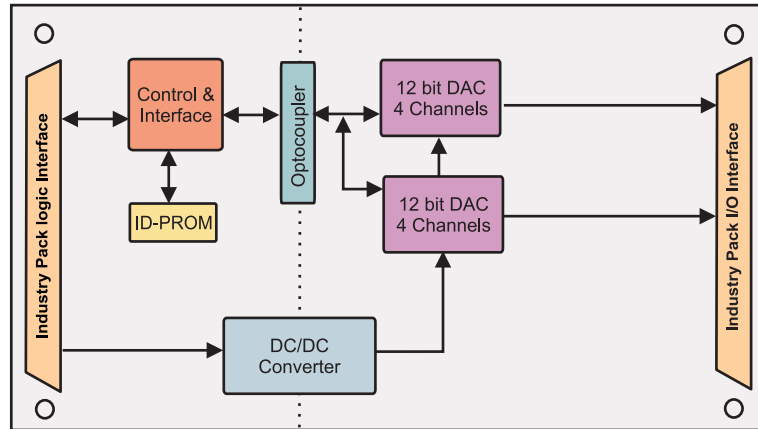 Industry Pack logic Interface
Control &
Interface
ID-PROM
Optocoupler
12 bit DAC
4 Channels
12 bit DAC
4 Channels
DC/DC
Converter
Industry Pack I/O Interface